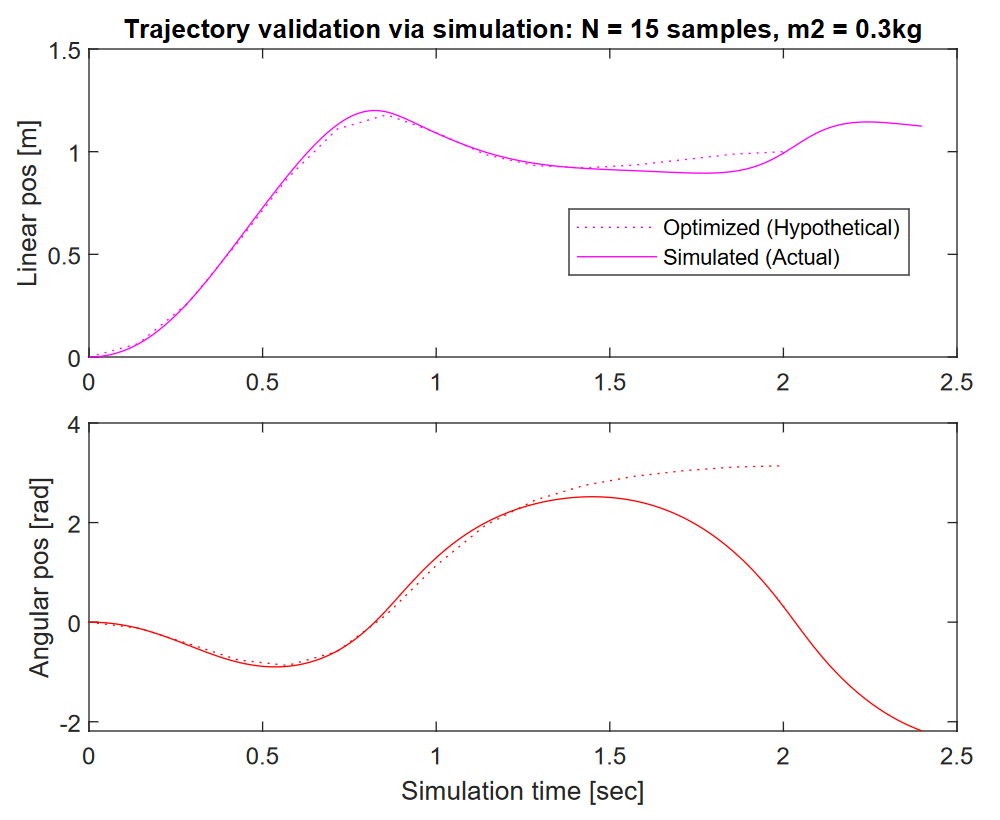 Trajectory validation via simulation: N = 15 samples, m2 = 0.3kg
1.5
1
0.5
0
Linear pos [m]
Optimized (Hypothetical)
Simulated (Actual)
0 0.5 1 1.5 2 2.5
4
2
0
-2
Angular pos [rad]
0 0.5 1 1.5 2 2.5
Simulation time [sec]